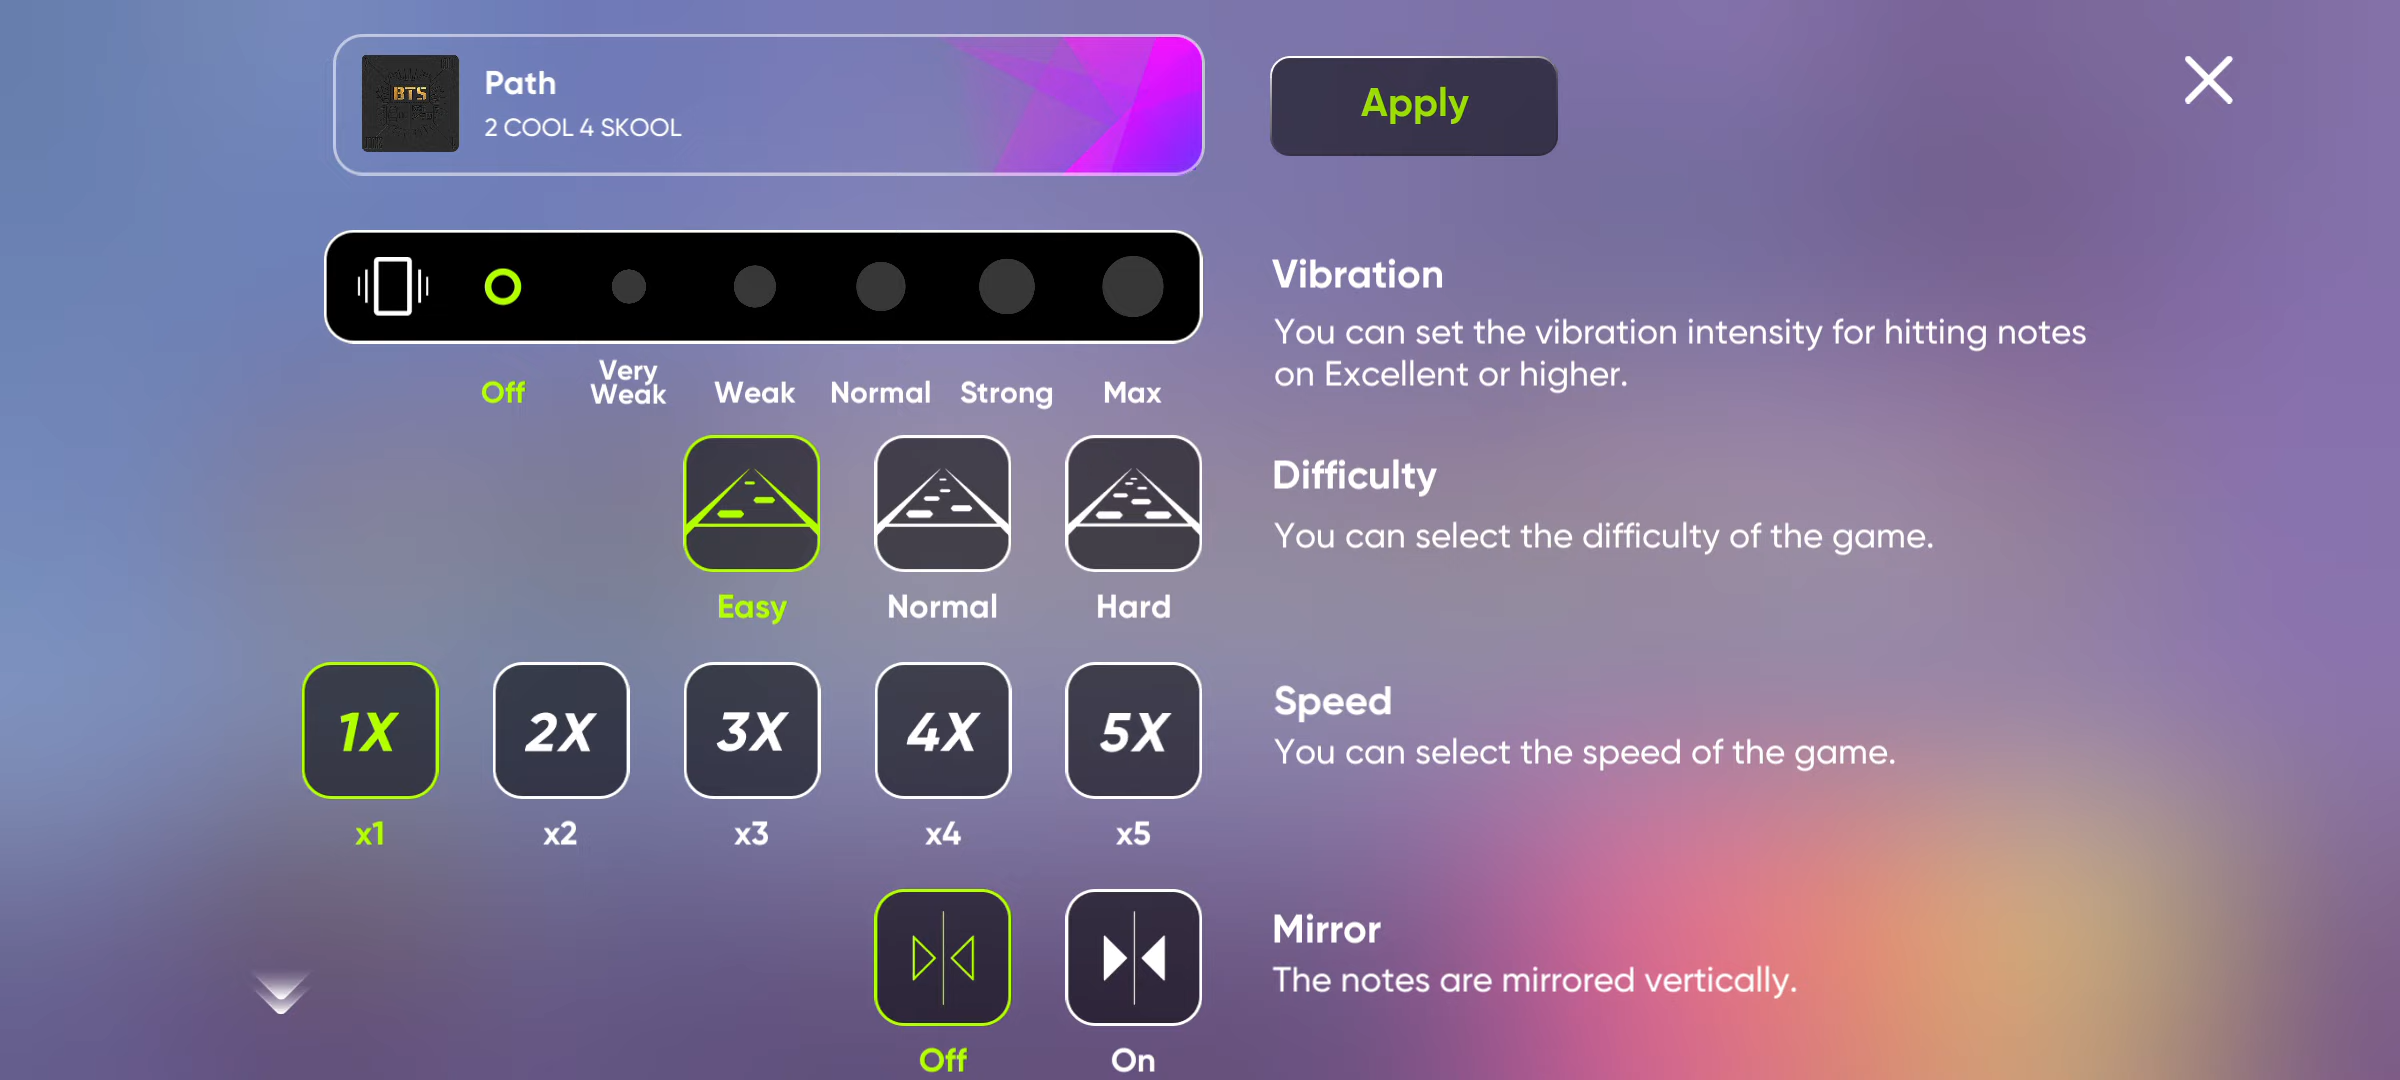 BTS
Path
2 COOL 4 SKOOL
Apply
Vibration
You can set the vibration intensity for hitting notes
on Excellent or higher.
Off
Very
Weak
Weak
Normal
Strong
Max
Difficulty
You can select the difficulty of the game.
Easy
Normal
Hard
1X
2X
3X
4X
5X
Speed
You can select the speed of the game.
x1
x2
x3
x4
x5
Mirror
The notes are mirrored vertically.
Off
On